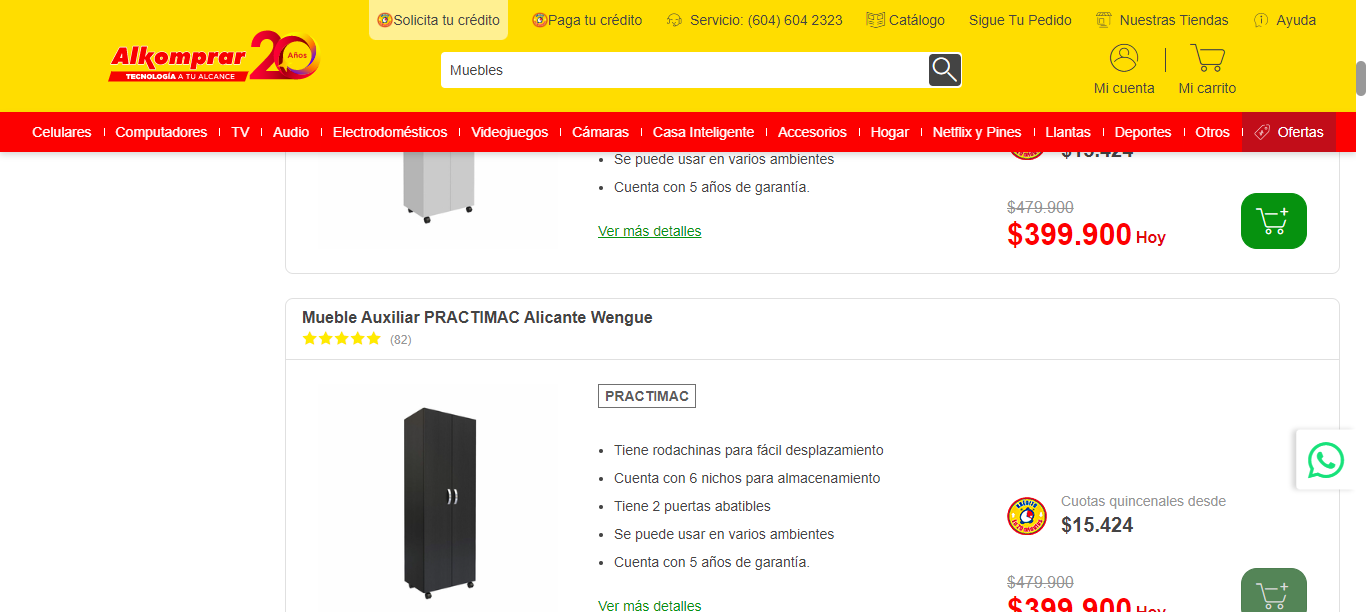 Solicita tu crédito
Paga tu crédito
Servicio: (604) 604 2323
Catálogo
Sigue Tu Pedido
Nuestras Tiendas
Ayuda
Alkomprar 20 Años
TECNOLOGÍA A TU ALCANCE
Muebles
Mi cuenta
Mi carrito
Celulares
Computadores
TV
Audio
Electrodomésticos
Videojuegos
Cámaras
Casa Inteligente
Accesorios
Hogar
Netflix y Pines
Llantas
Deportes
Otros
Ofertas
Se puede usar en varios ambientes
Cuenta con 5 años de garantía.
Ver más detalles
$15.424
$479.900
$399.900 Hoy
Mueble Auxiliar PRACTIMAC Alicante Wengue
(82)
PRACTIMAC
Tiene rodachinas para fácil desplazamiento
Cuenta con 6 nichos para almacenamiento
Tiene 2 puertas abatibles
Se puede usar en varios ambientes
Cuenta con 5 años de garantía.
Ver más detalles
Cuotas quincenales desde
$15.424
$479.900
$399.900 Hoy